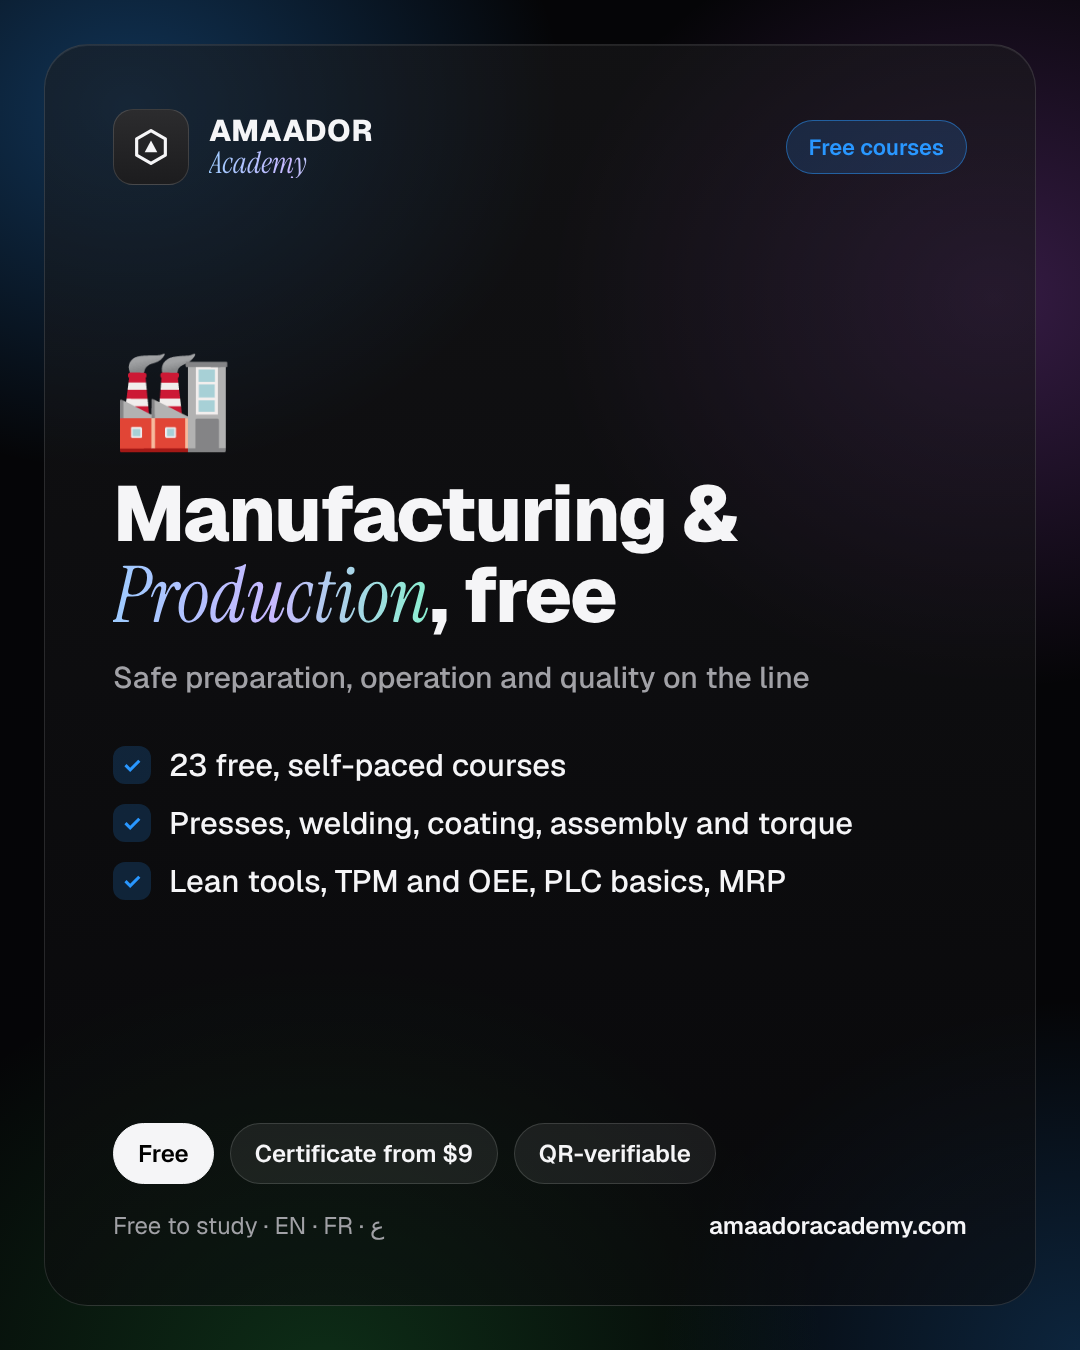 AMAADOR
Academy
Free courses
Manufacturing &
Production, free
Safe preparation, operation and quality on the line
23 free, self-paced courses
Presses, welding, coating, assembly and torque
Lean tools, TPM and OEE, PLC basics, MRP
Free
Certificate from $9
QR-verifiable
Free to study · EN · FR · ع
amaadoracademy.com